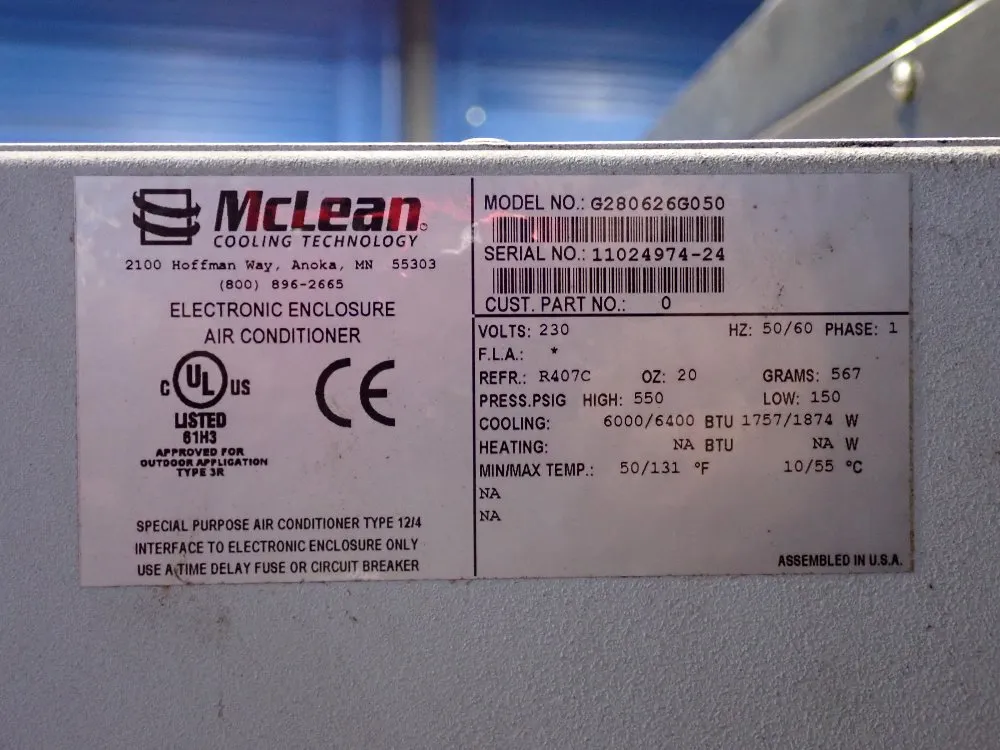 McLean
COOLING TECHNOLOGY
2100 Hoffman Way, Anoka, MN 55303
(800) 896-2665
ELECTRONIC ENCLOSURE
AIR CONDITIONER
C UL US
LISTED
61H3
APPROVED FOR
OUTDOOR APPLICATION
TYPE 3R
CE
SPECIAL PURPOSE AIR CONDITIONER TYPE 12/4
INTERFACE TO ELECTRONIC ENCLOSURE ONLY
USE A TIME DELAY FUSE OR CIRCUIT BREAKER
MODEL NO.: G280626G050
SERIAL NO.: 11024974-24
CUST. PART NO.: 0
VOLTS: 230 HZ: 50/60 PHASE: 1
F.L.A.: *
REFR.: R407C OZ: 20 GRAMS: 567
PRESS.PSIG HIGH: 550 LOW: 150
COOLING: 6000/6400 BTU 1757/1874 W
HEATING: NA BTU NA W
MIN/MAX TEMP.: 50/131 °F 10/55 °C
NA
NA
ASSEMBLED IN U.S.A.